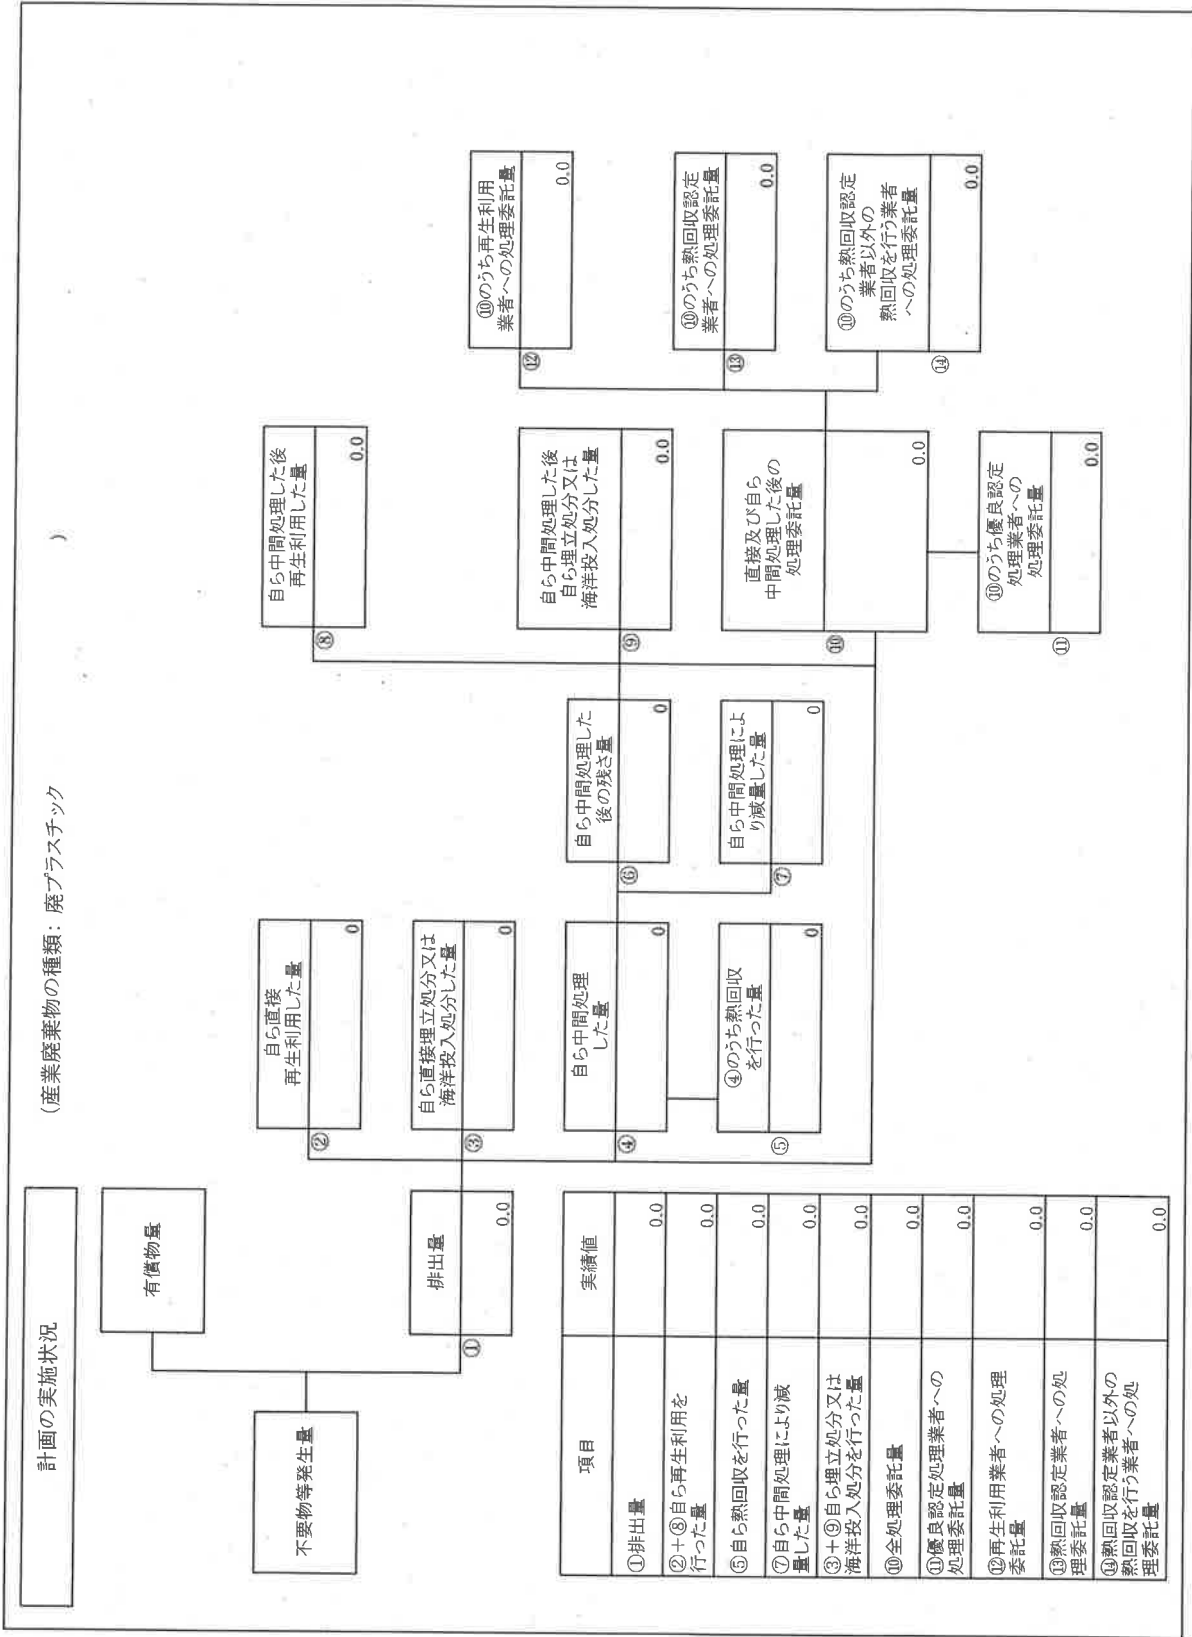 計画の実施状況
(産業廃棄物の種類：廃プラスチック
)
不要物等発生量
有償物量
①
排出量
0.0
②
自ら直接
再生利用した量
0
③
自ら直接埋立処分又は
海洋投入処分した量
0
④
自ら中間処理
した量
0
⑤
④のうち熱回収
を行った量
0
⑥
自ら中間処理した
後の残さ量
0
⑦
自ら中間処理によ
り減量した量
0
⑧
自ら中間処理した後
再生利用した量
0.0
⑨
自ら中間処理した後
自ら埋立処分又は
海洋投入処分した量
0.0
⑩
直接及び自ら
中間処理した後の
処理委託量
0.0
⑪
⑩のうち優良認定
処理業者への
処理委託量
0.0
⑫
⑩のうち再生利用
業者への処理委託量
0.0
⑬
⑩のうち熱回収認定
業者への処理委託量
0.0
⑭
⑩のうち熱回収認定
業者以外の
熱回収を行う業者
への処理委託量
0.0
項目 実績値
①排出量 0.0
②+⑧自ら再生利用を
行った量 0.0
⑤自ら熱回収を行った量 0.0
⑦自ら中間処理により減
量した量 0.0
③+⑨自ら埋立処分又は
海洋投入処分を行った量 0.0
⑩全処理委託量 0.0
⑪優良認定処理業者への
処理委託量 0.0
⑫再生利用業者への処理
委託量 0.0
⑬熱回収認定業者への処
理委託量 0.0
⑭熱回収認定業者以外の
熱回収を行う業者への処
理委託量 0.0